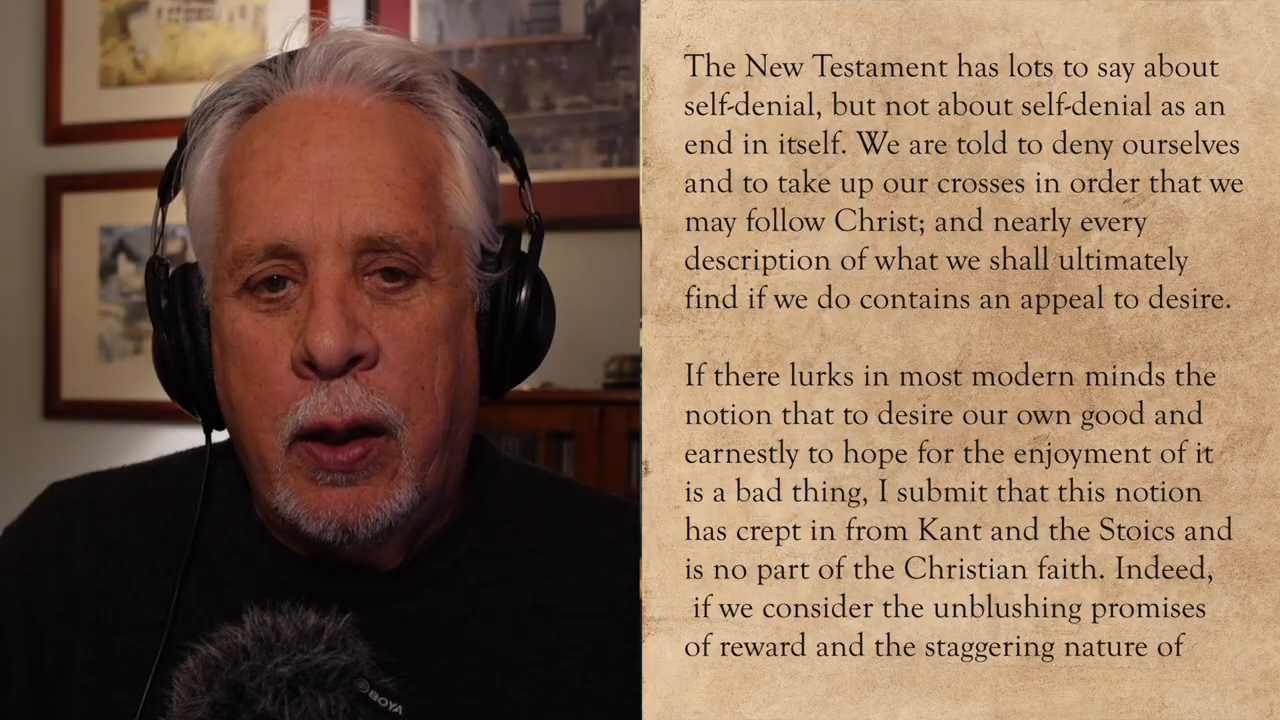 The New Testament has lots to say about
self-denial, but not about self-denial as an
end in itself. We are told to deny ourselves
and to take up our crosses in order that we
may follow Christ; and nearly every
description of what we shall ultimately
find if we do contains an appeal to desire.
If there lurks in most modern minds the
notion that to desire our own good and
earnestly to hope for the enjoyment of it
is a bad thing, I submit that this notion
has crept in from Kant and the Stoics and
is no part of the Christian faith. Indeed,
if we consider the unblushing promises
of reward and the staggering nature of
BOYA